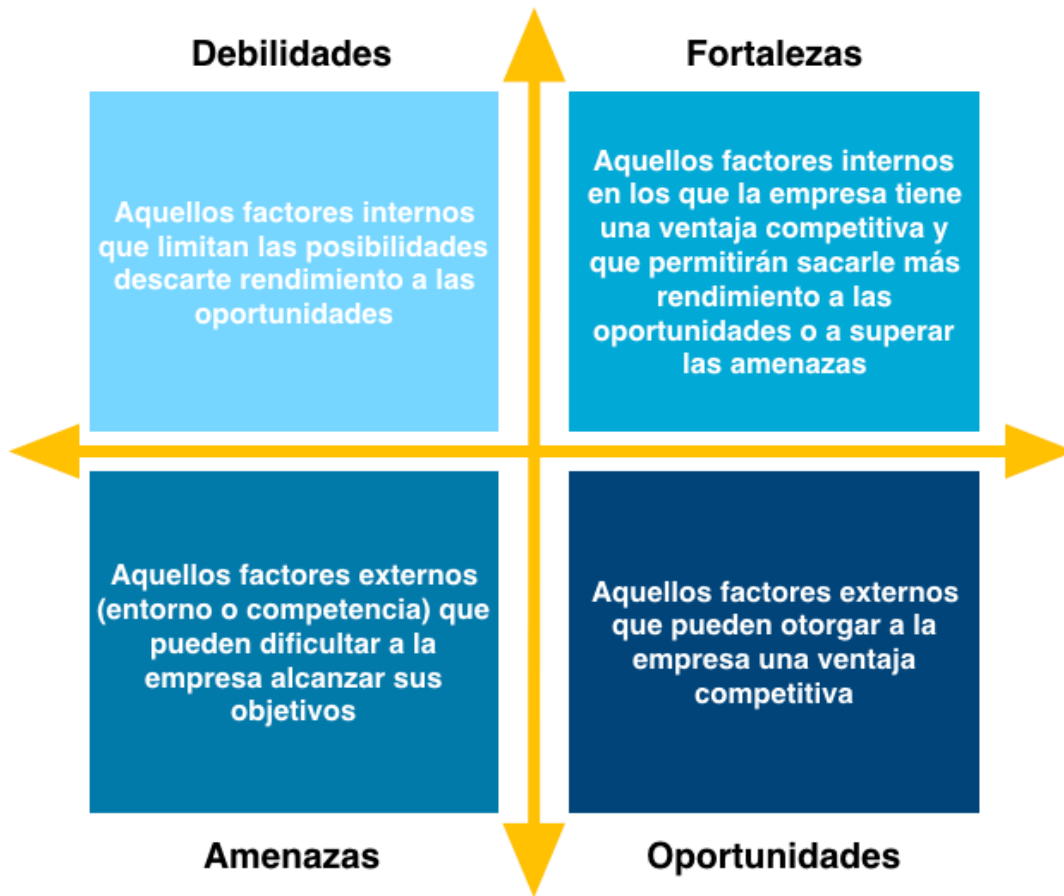 Debilidades
Aquellos factores internos
que limitan las posibilidades
descarte rendimiento a las
oportunidades
Fortalezas
Aquellos factores internos
en los que la empresa tiene
una ventaja competitiva y
que permitirán sacarle más
rendimiento a las
oportunidades o a superar
las amenazas
Aquellos factores externos
(entorno o competencia) que
pueden dificultar a la
empresa alcanzar sus
objetivos
Amenazas
Aquellos factores externos
que pueden otorgar a la
empresa una ventaja
competitiva
Oportunidades